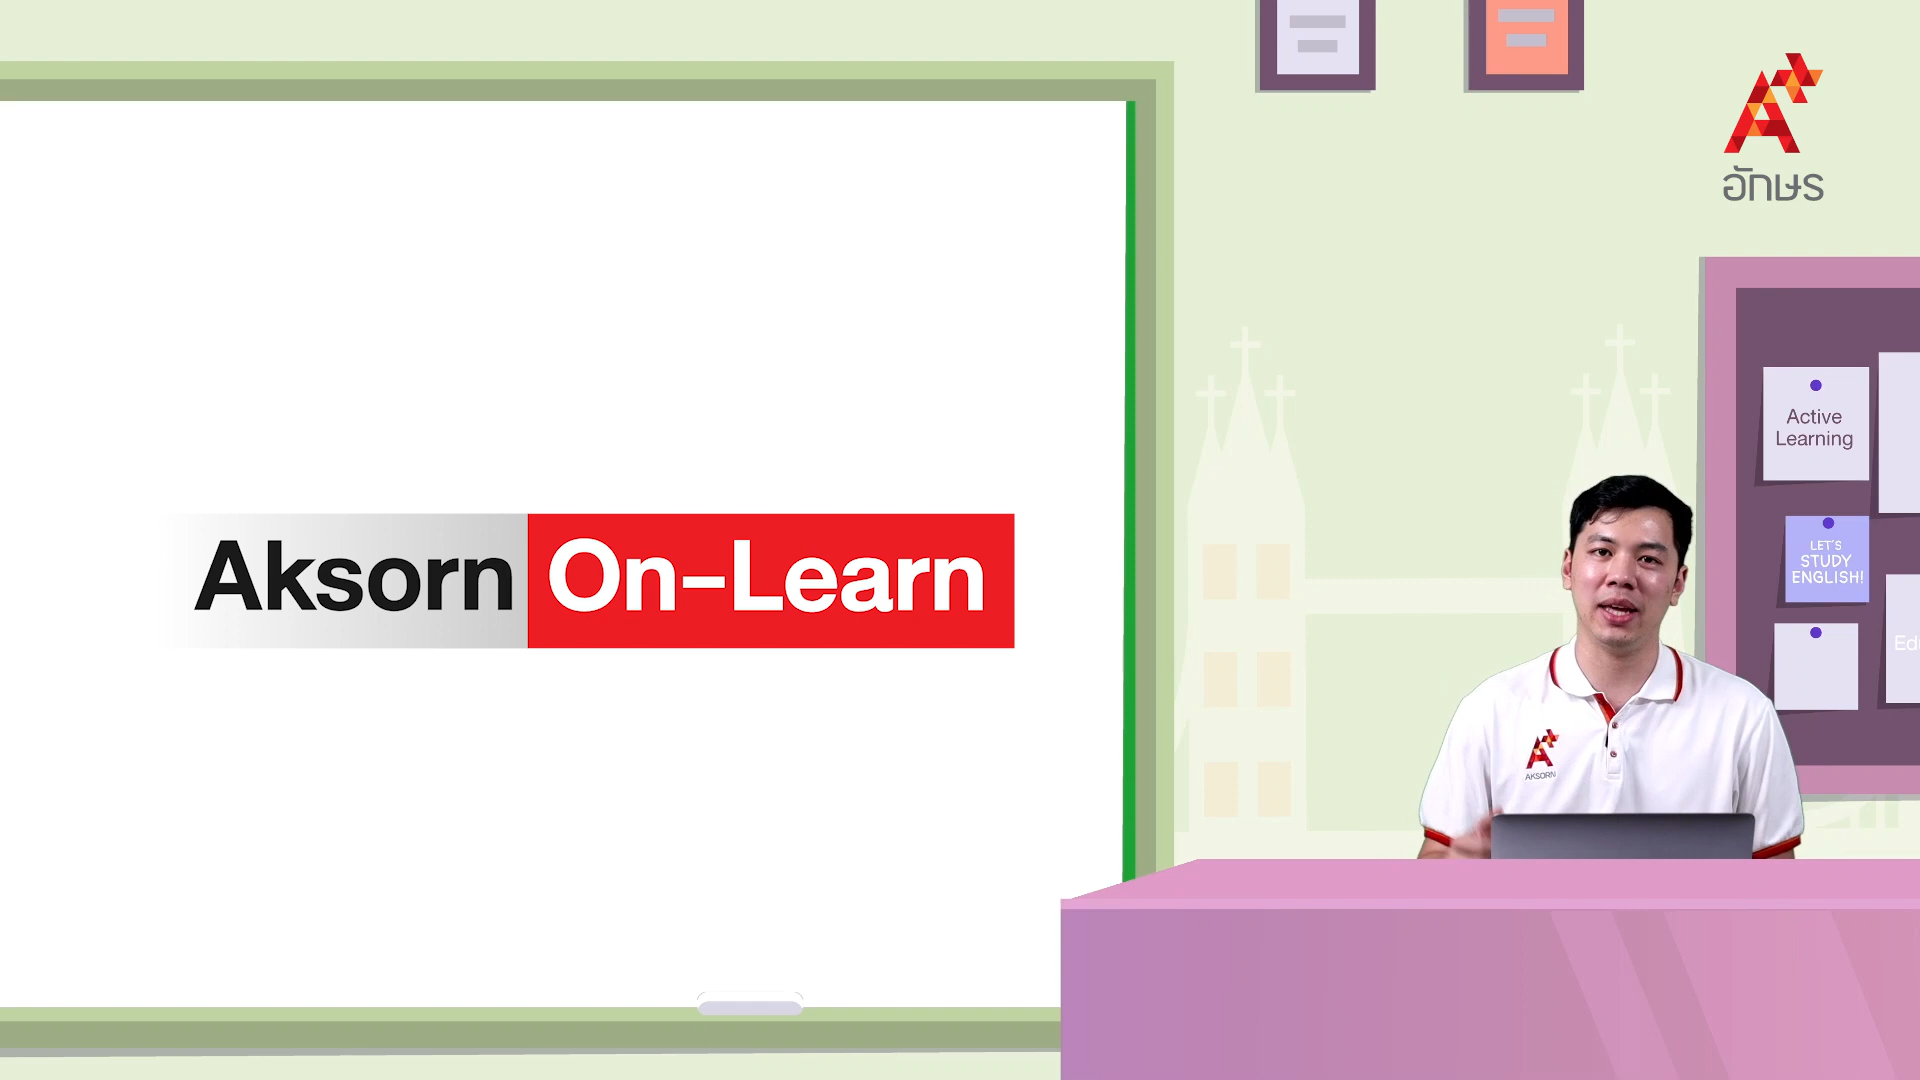 อักษร
Active
Learning
LET'S
STUDY
ENGLISH!
Aksorn On-Learn
AKSORN